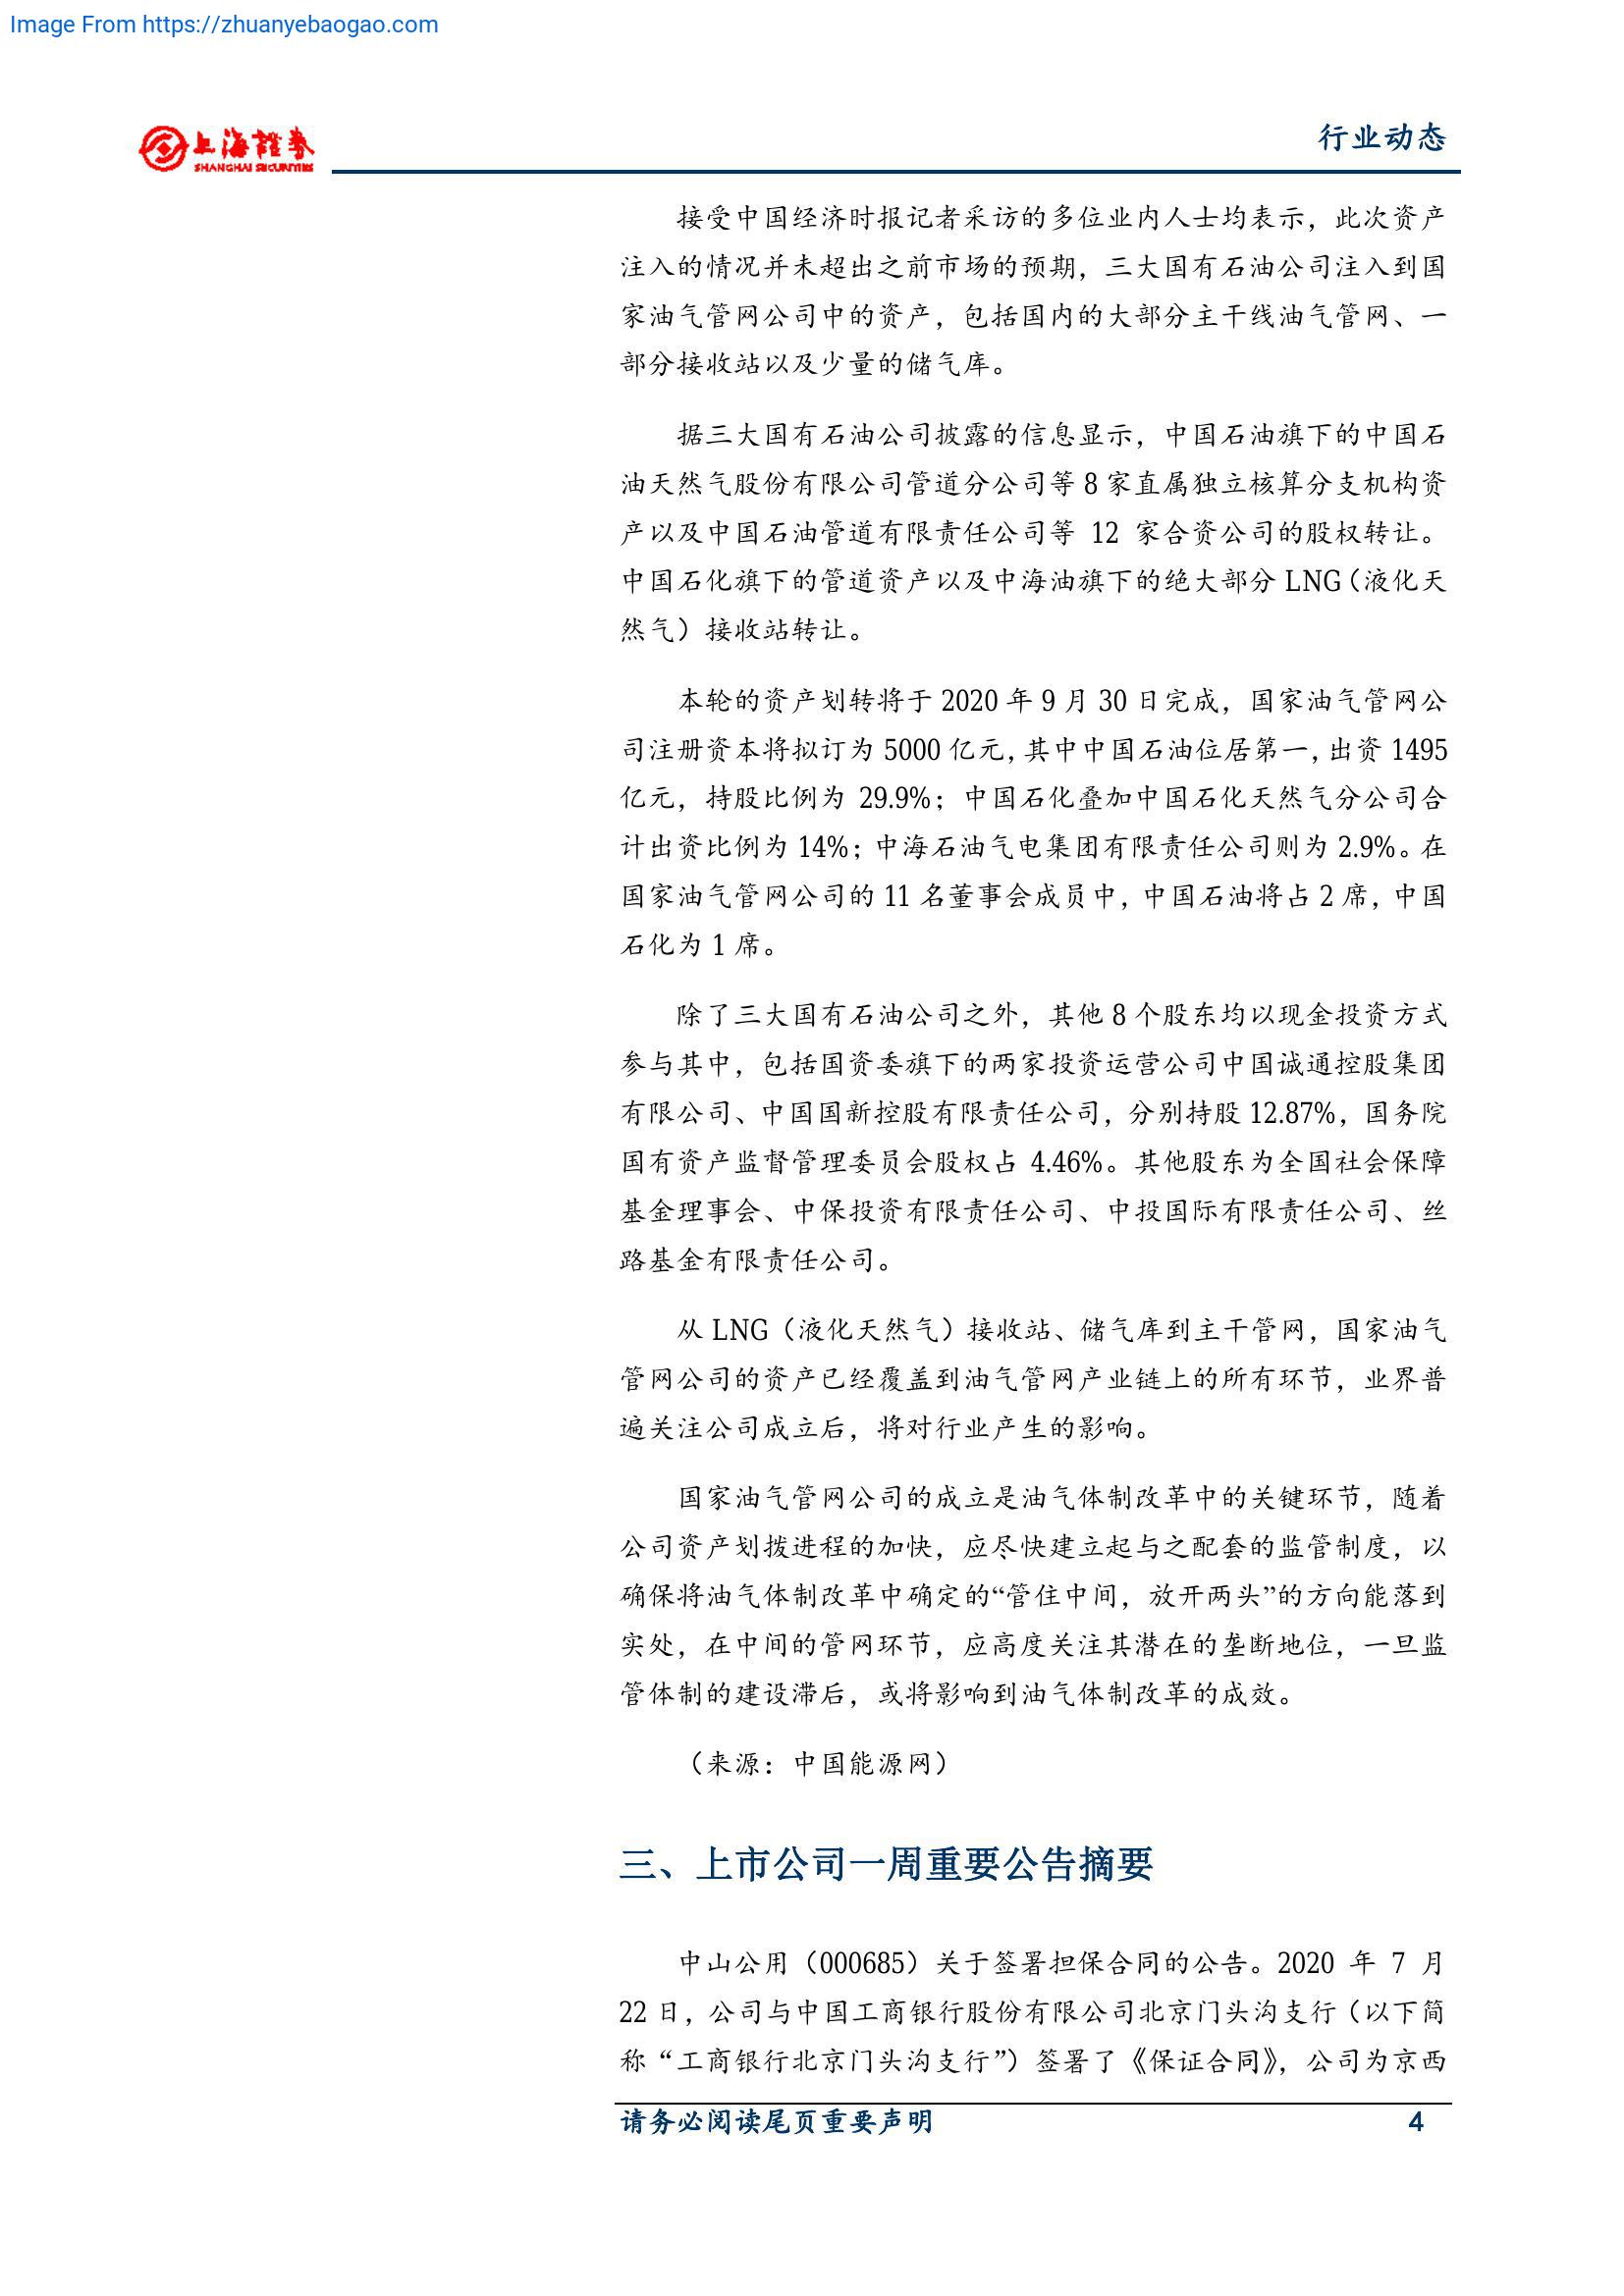 Image From https://zhuanyebaogao.com
上海證券
SHANGHAI SECURITIES
行业动态
接受中国经济时报记者采访的多位业内人士均表示，此次资产
注入的情况并未超出之前市场的预期，三大国有石油公司注入到国
家油气管网公司中的资产，包括国内的大部分主干线油气管网、一
部分接收站以及少量的储气库。
据三大国有石油公司披露的信息显示，中国石油旗下的中国石
油天然气股份有限公司管道分公司等 8 家直属独立核算分支机构资
产以及中国石油管道有限责任公司等 12 家合资公司的股权转让。
中国石化旗下的管道资产以及中海油旗下的绝大部分 LNG（液化天
然气）接收站转让。
本轮的资产划转将于 2020 年 9 月 30 日完成，国家油气管网公
司注册资本将拟订为 5000 亿元，其中中国石油位居第一，出资 1495
亿元，持股比例为 29.9%；中国石化叠加中国石化天然气分公司合
计出资比例为 14%；中海石油气电集团有限责任公司则为 2.9%。在
国家油气管网公司的 11 名董事会成员中，中国石油将占 2 席，中国
石化为 1 席。
除了三大国有石油公司之外，其他 8 个股东均以现金投资方式
参与其中，包括国资委旗下的两家投资运营公司中国诚通控股集团
有限公司、中国国新控股有限责任公司，分别持股 12.87%，国务院
国有资产监督管理委员会股权占 4.46%。其他股东为全国社会保障
基金理事会、中保投资有限责任公司、中投国际有限责任公司、丝
路基金有限责任公司。
从 LNG（液化天然气）接收站、储气库到主干管网，国家油气
管网公司的资产已经覆盖到油气管网产业链上的所有环节，业界普
遍关注公司成立后，将对行业产生的影响。
国家油气管网公司的成立是油气体制改革中的关键环节，随着
公司资产划拨进程的加快，应尽快建立起与之配套的监管制度，以
确保将油气体制改革中确定的“管住中间，放开两头”的方向能落到
实处，在中间的管网环节，应高度关注其潜在的垄断地位，一旦监
管体制的建设滞后，或将影响到油气体制改革的成效。
（来源：中国能源网）
三、上市公司一周重要公告摘要
中山公用（000685）关于签署担保合同的公告。2020 年 7 月
22 日，公司与中国工商银行股份有限公司北京门头沟支行（以下简
称“工商银行北京门头沟支行”）签署了《保证合同》，公司为京西
请务必阅读尾页重要声明 4